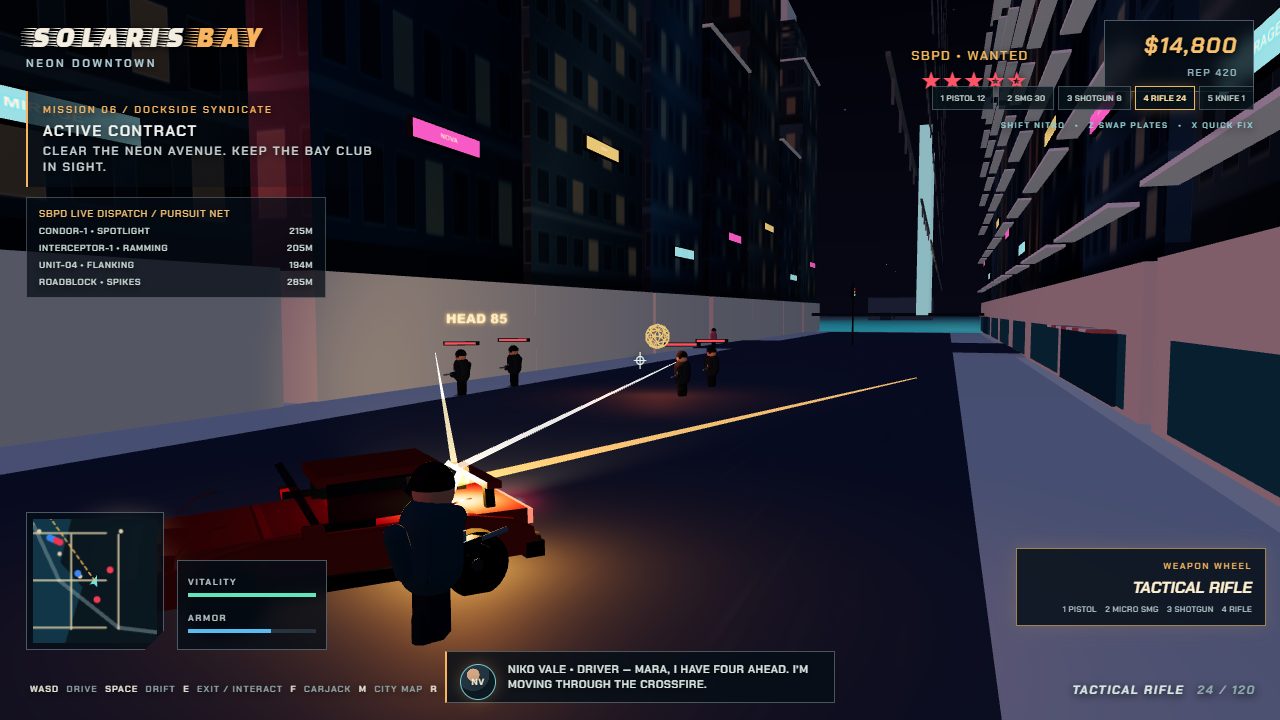 SOLARIS BAY
NEON DOWNTOWN
MISSION 06 / DOCKSIDE SYNDICATE
ACTIVE CONTRACT
CLEAR THE NEON AVENUE. KEEP THE BAY CLUB
IN SIGHT.
SBPD LIVE DISPATCH / PURSUIT NET
CONDOR-1 • SPOTLIGHT 215M
INTERCEPTOR-1 • RAMMING 205M
UNIT-04 • FLANKING 194M
ROADBLOCK • SPIKES 285M
SBPD • WANTED
$14,800
REP 420
1 PISTOL 12 2 SMG 30 3 SHOTGUN 8 4 RIFLE 24 5 KNIFE 1
SHIFT NITRO • Z SWAP PLATES • X QUICK FIX
NOVA
HEAD 85
VITALITY
ARMOR
WEAPON WHEEL
TACTICAL RIFLE
1 PISTOL 2 MICRO SMG 3 SHOTGUN 4 RIFLE
NV
NIKO VALE • DRIVER — MARA, I HAVE FOUR AHEAD. I'M
MOVING THROUGH THE CROSSFIRE.
WASD DRIVE SPACE DRIFT E EXIT / INTERACT F CARJACK M CITY MAP R
TACTICAL RIFLE 24 / 120